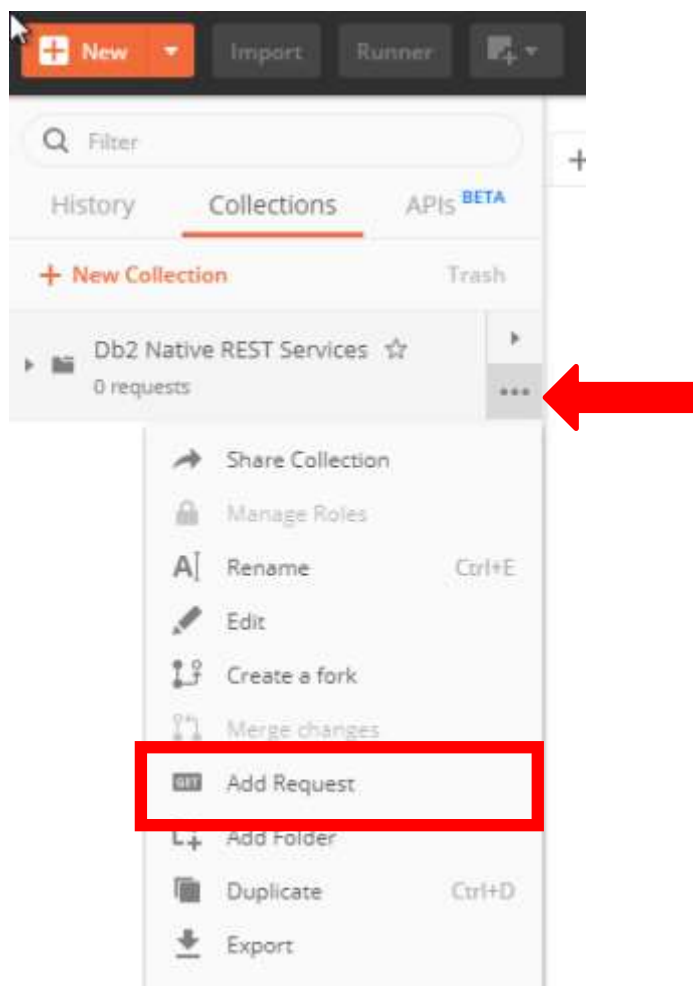 New Import Runner
Filter
History Collections APIs BETA
+ New Collection Trash
Db2 Native REST Services
0 requests
Share Collection
Manage Roles
Rename Ctrl+E
Edit
Create a fork
Merge changes
GET Add Request
Add Folder
Duplicate Ctrl+D
Export